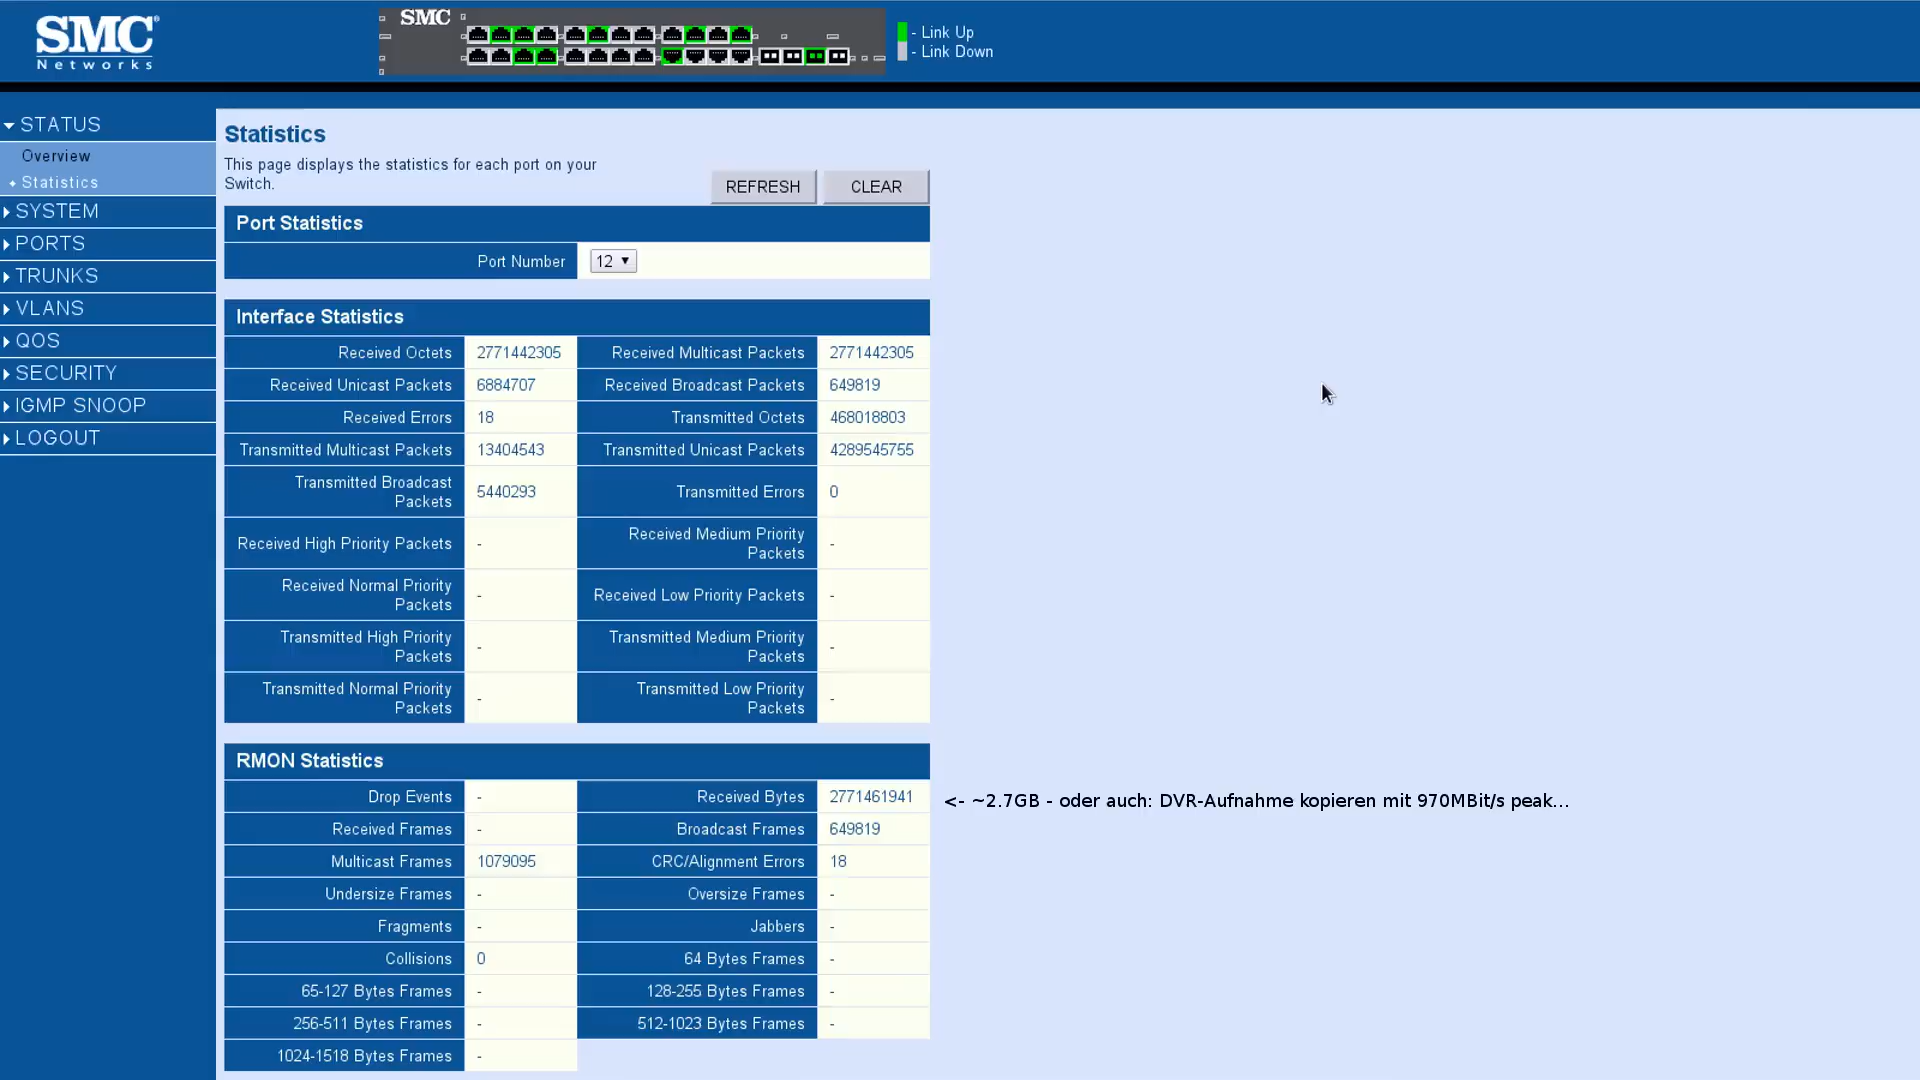 SMC
Networks
SMC
- Link Up
- Link Down
STATUS
Overview
Statistics
SYSTEM
PORTS
TRUNKS
VLANS
QOS
SECURITY
IGMP SNOOP
LOGOUT
Statistics
This page displays the statistics for each port on your
Switch.
REFRESH CLEAR
Port Statistics
Port Number 12
Interface Statistics
Received Octets 2771442305 Received Multicast Packets 2771442305
Received Unicast Packets 6884707 Received Broadcast Packets 649819
Received Errors 18 Transmitted Octets 468018803
Transmitted Multicast Packets 13404543 Transmitted Unicast Packets 4289545755
Transmitted Broadcast
Packets 5440293 Transmitted Errors 0
Received High Priority Packets - Received Medium Priority
Packets -
Received Normal Priority
Packets - Received Low Priority Packets -
Transmitted High Priority
Packets - Transmitted Medium Priority
Packets -
Transmitted Normal Priority
Packets - Transmitted Low Priority
Packets -
RMON Statistics
Drop Events - Received Bytes 2771461941 <- ~2.7GB - oder auch: DVR-Aufnahme kopieren mit 970MBit/s peak...
Received Frames - Broadcast Frames 649819
Multicast Frames 1079095 CRC/Alignment Errors 18
Undersize Frames - Oversize Frames -
Fragments - Jabbers -
Collisions 0 64 Bytes Frames -
65-127 Bytes Frames - 128-255 Bytes Frames -
256-511 Bytes Frames - 512-1023 Bytes Frames -
1024-1518 Bytes Frames -